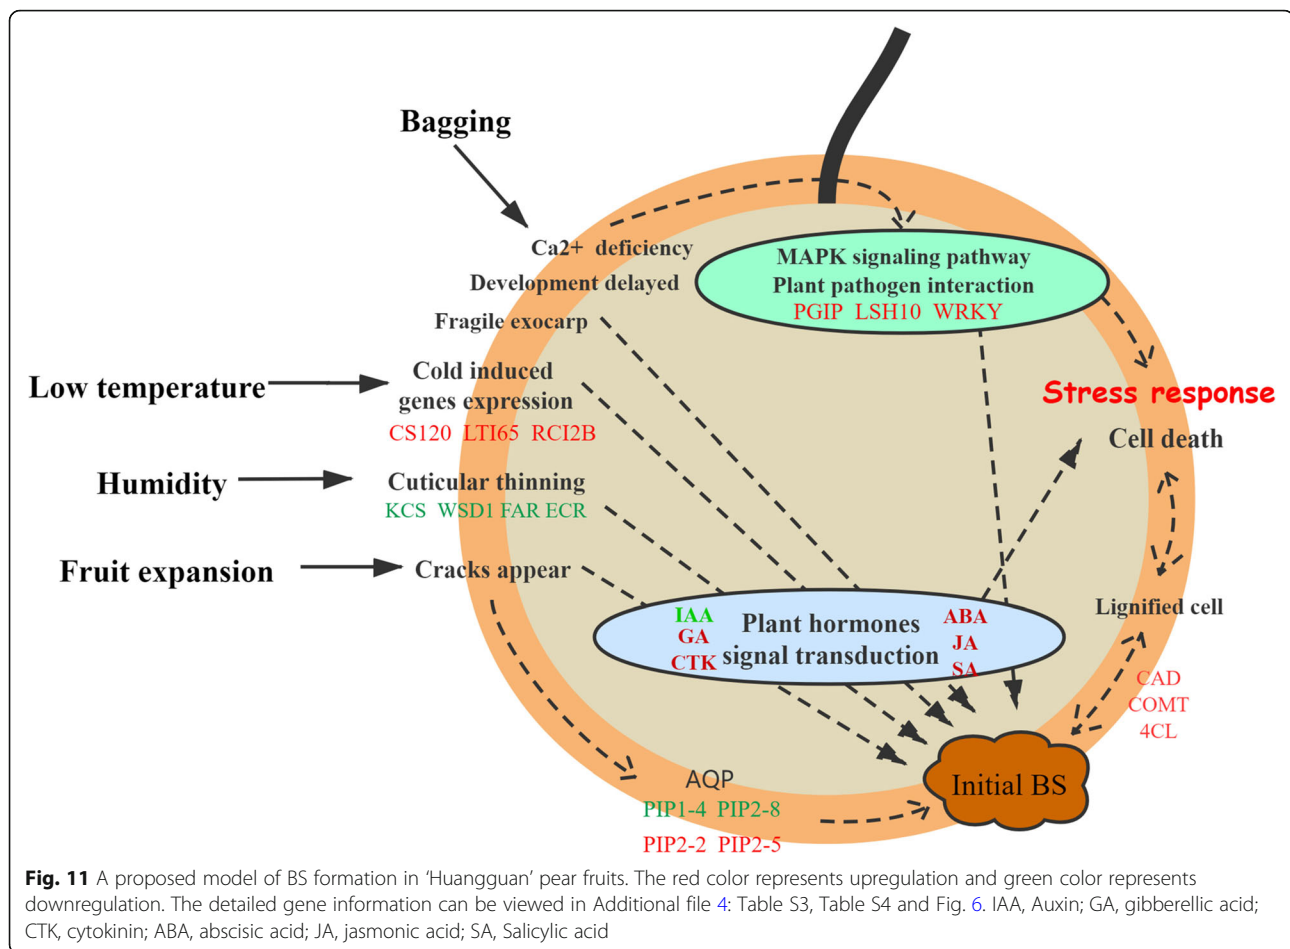 Bagging
Ca2+ deficiency
Development delayed
Fragile exocarp
MAPK signaling pathway
Plant pathogen interaction
PGIP LSH10 WRKY
Low temperature
Cold induced
genes expression
CS120 LTI65 RCI2B
Stress response
Cell death
Humidity
Cuticular thinning
KCS WSD1 FAR ECR
Fruit expansion
Cracks appear
IAA
GA
CTK
Plant hormones
signal transduction
ABA
JA
SA
Lignified cell
CAD
COMT
4CL
AQP
PIP1-4 PIP2-8
PIP2-2 PIP2-5
Initial BS
Fig. 11 A proposed model of BS formation in ‘Huangguan’ pear fruits. The red color represents upregulation and green color represents
downregulation. The detailed gene information can be viewed in Additional file 4: Table S3, Table S4 and Fig. 6. IAA, Auxin; GA, gibberellic acid;
CTK, cytokinin; ABA, abscisic acid; JA, jasmonic acid; SA, Salicylic acid